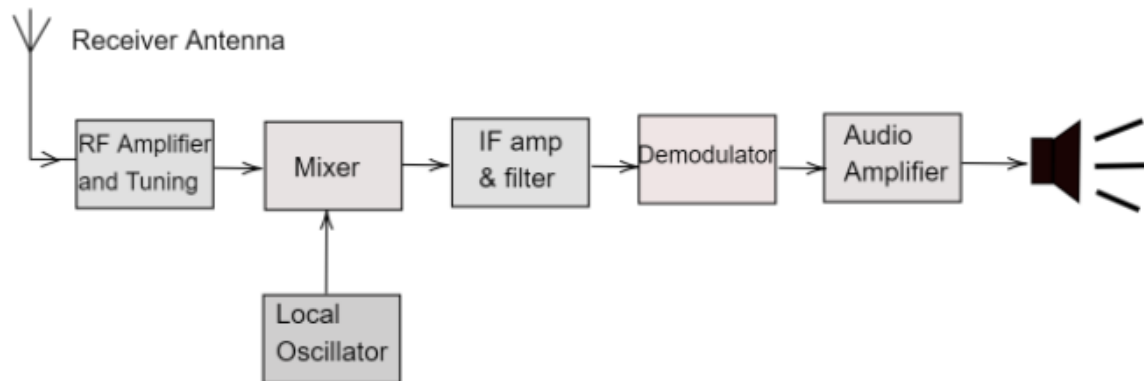 Receiver Antenna
RF Amplifier
and Tuning
Mixer
IF amp
& filter
Demodulator
Audio
Amplifier
Local
Oscillator